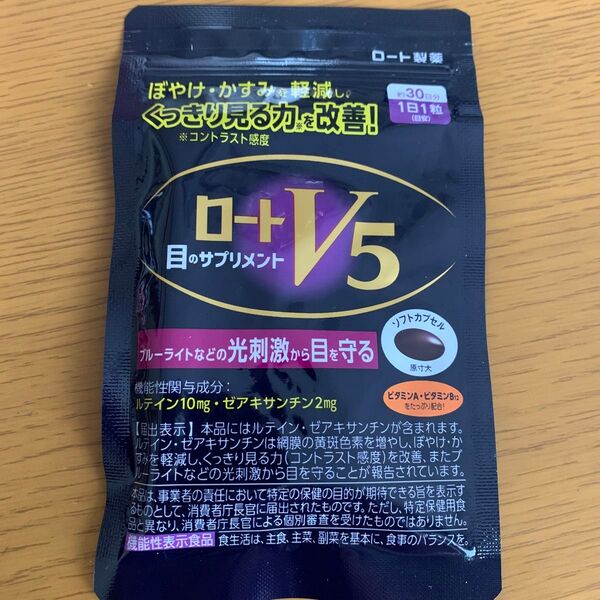 ロート製薬
ぼやけ・かすみを軽減し、
くっきり見る力※を改善!
※コントラスト感度
約30日分
1日1粒
(目安)
ロートV5
目のサプリメント
ブルーライトなどの光刺激から目を守る
ソフトカプセル
原寸大
機能性関与成分:
ルテイン10mg・ゼアキサンチン2mg
ビタミンA・ビタミンB12
をたっぷり配合!
【届出表示】本品にはルテイン・ゼアキサンチンが含まれます。
ルテイン・ゼアキサンチンは網膜の黄斑色素を増やし、ぼやけ・か
すみを軽減し、くっきり見る力(コントラスト感度)を改善、またブ
ルーライトなどの光刺激から目を守ることが報告されています。
本品は、事業者の責任において特定の保健の目的が期待できる旨を表示す
るものとして、消費者庁長官に届出されたものです。ただし、特定保健用食
品と異なり、消費者庁長官による個別審査を受けたものではありません。
機能性表示食品 食生活は、主食、主菜、副菜を基本に、食事のバランスを。